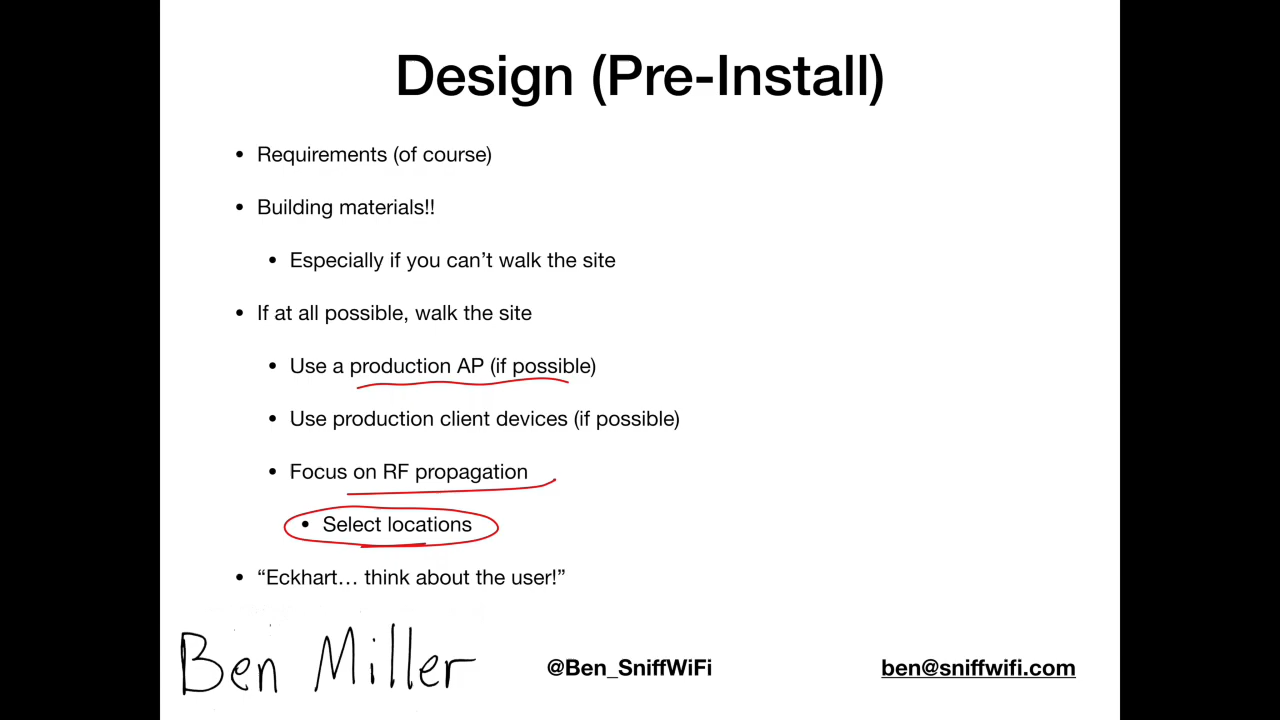 Design (Pre-Install)
• Requirements (of course)
• Building materials!!
• Especially if you can’t walk the site
• If at all possible, walk the site
• Use a production AP (if possible)
• Use production client devices (if possible)
• Focus on RF propagation
• Select locations
• “Eckhart… think about the user!”
Ben Miller @Ben_SniffWiFi ben@sniffwifi.com